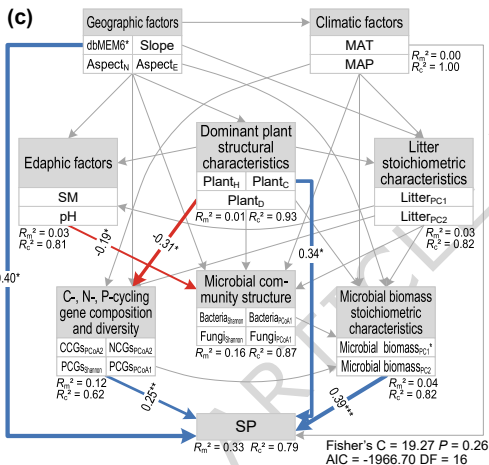 (c)
Geographic factors
dbMEM6* Slope
Aspect_N Aspect_E
Climatic factors
MAT
MAP
R_m² = 0.00
R_c² = 1.00
Edaphic factors
SM
pH
R_m² = 0.03
R_c² = 0.81
Dominant plant
structural
characteristics
Plant_H Plant_C
Plant_D
R_m² = 0.01 R_c² = 0.93
Litter
stoichiometric
characteristics
Litter_PC1
Litter_PC2
R_m² = 0.03
R_c² = 0.82
-0.19*
-0.31*
0.34*
0.40*
C-, N-, P-cycling
gene composition
and diversity
CCGs_PCoA2 NCGs_PCoA2
PCGs_Shannon PCGs_PCoA1
R_m² = 0.12
R_c² = 0.62
Microbial com-
munity structure
Bacteria_Shannon Bacteria_PCoA1
Fungi_Shannon Fungi_PCoA1
R_m² = 0.16 R_c² = 0.87
Microbial biomass
stoichiometric
characteristics
Microbial biomass_PC1*
Microbial biomass_PC2
R_m² = 0.04
R_c² = 0.82
0.25**
0.39***
SP
R_m² = 0.33 R_c² = 0.79
Fisher's C = 19.27 P = 0.26
AIC = -1966.70 DF = 16